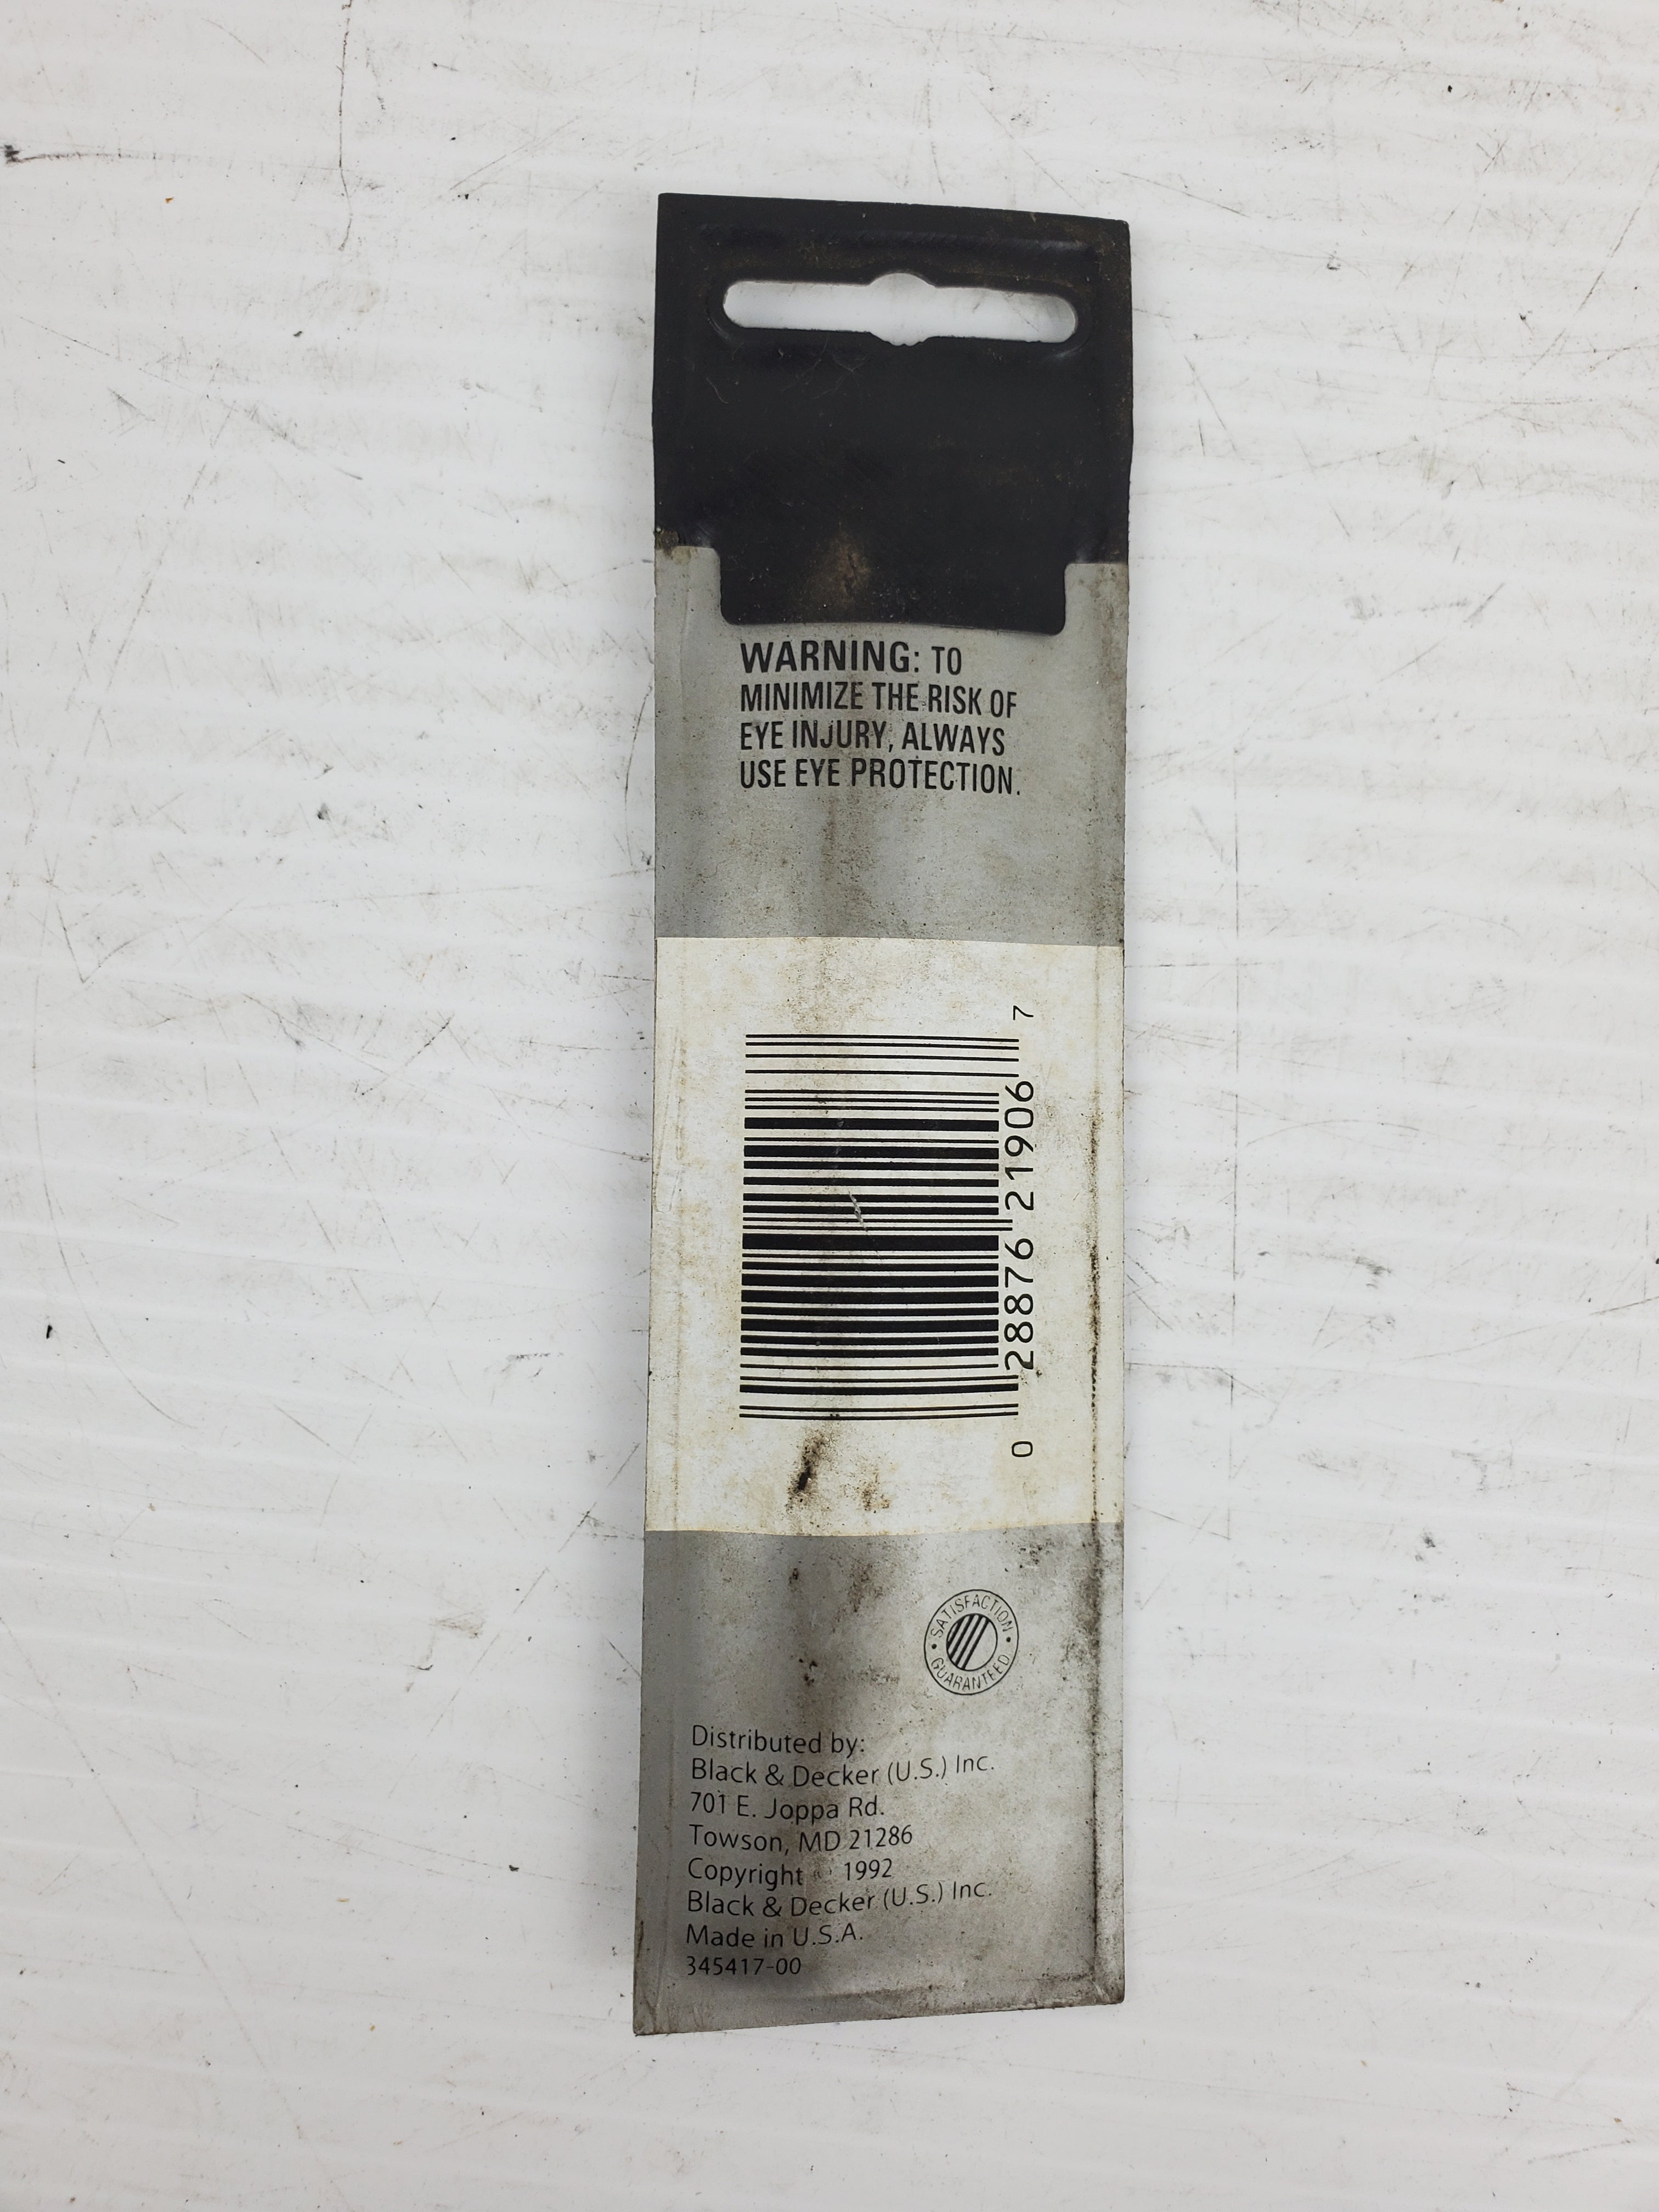 WARNING: TO
MINIMIZE THE RISK OF
EYE INJURY, ALWAYS
USE EYE PROTECTION.
0 28876 21906 7
SATISFACTION
GUARANTEED
Distributed by:
Black & Decker (U.S.) Inc.
701 E. Joppa Rd.
Towson, MD 21286
Copyright © 1992
Black & Decker (U.S.) Inc.
Made in U.S.A.
345417-00